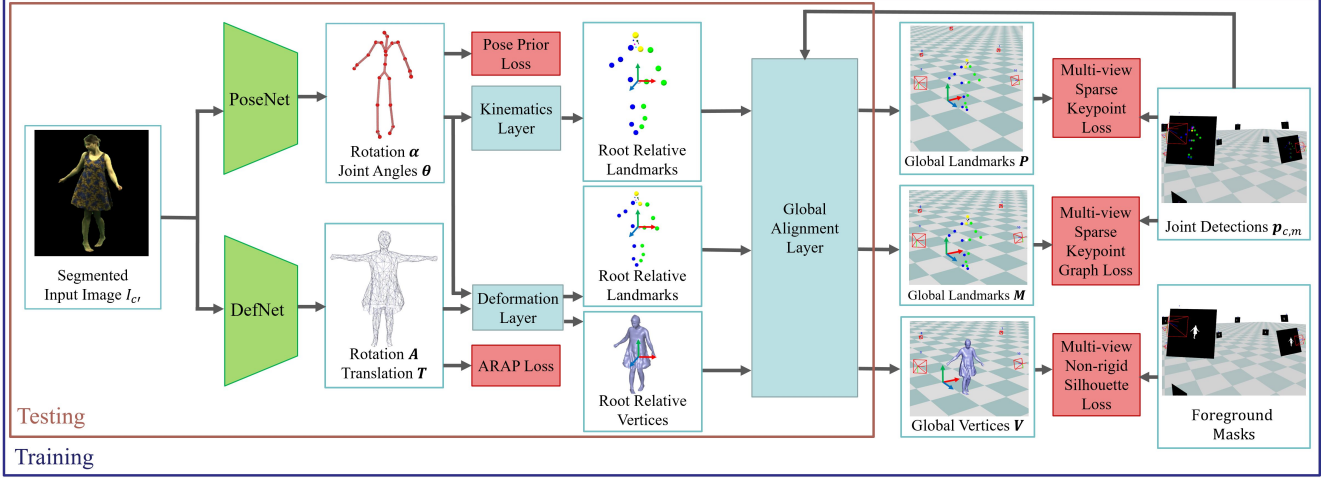 Segmented
Input Image I_{c'}
PoseNet
DefNet
Rotation α
Joint Angles θ
Rotation A
Translation T
Pose Prior
Loss
Kinematics
Layer
Deformation
Layer
ARAP Loss
Root Relative
Landmarks
Root Relative
Landmarks
Root Relative
Vertices
Global
Alignment
Layer
Global Landmarks P
Global Landmarks M
Global Vertices V
Multi-view
Sparse
Keypoint
Loss
Multi-view
Sparse
Keypoint
Graph Loss
Multi-view
Non-rigid
Silhouette
Loss
Joint Detections p_{c,m}
Foreground
Masks
Testing
Training